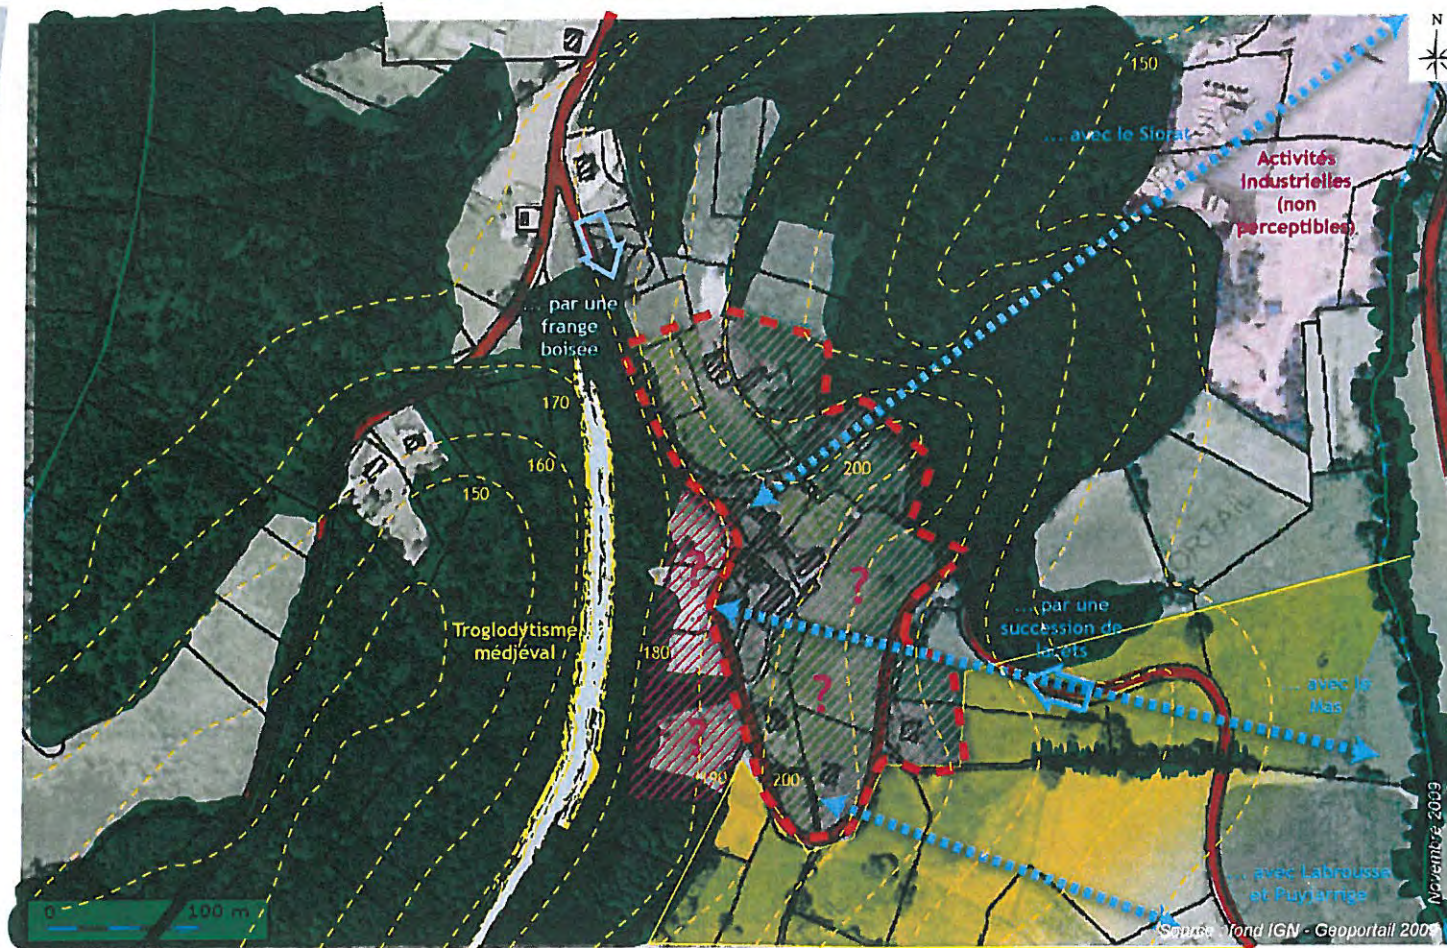 N
150
... avec le Siorat
Activités
industrielles
(non
perceptibles)
... par une
frange
boisée
170
160
150
200
?
?
Troglodytisme
médiéval
180
... par une
succession de
?
?
... avec le
Mas
190
200
... avec Labrousse
et Puyjarrige
0 100 m
Source : fond IGN - Geoportail 2009
Novembre 2009